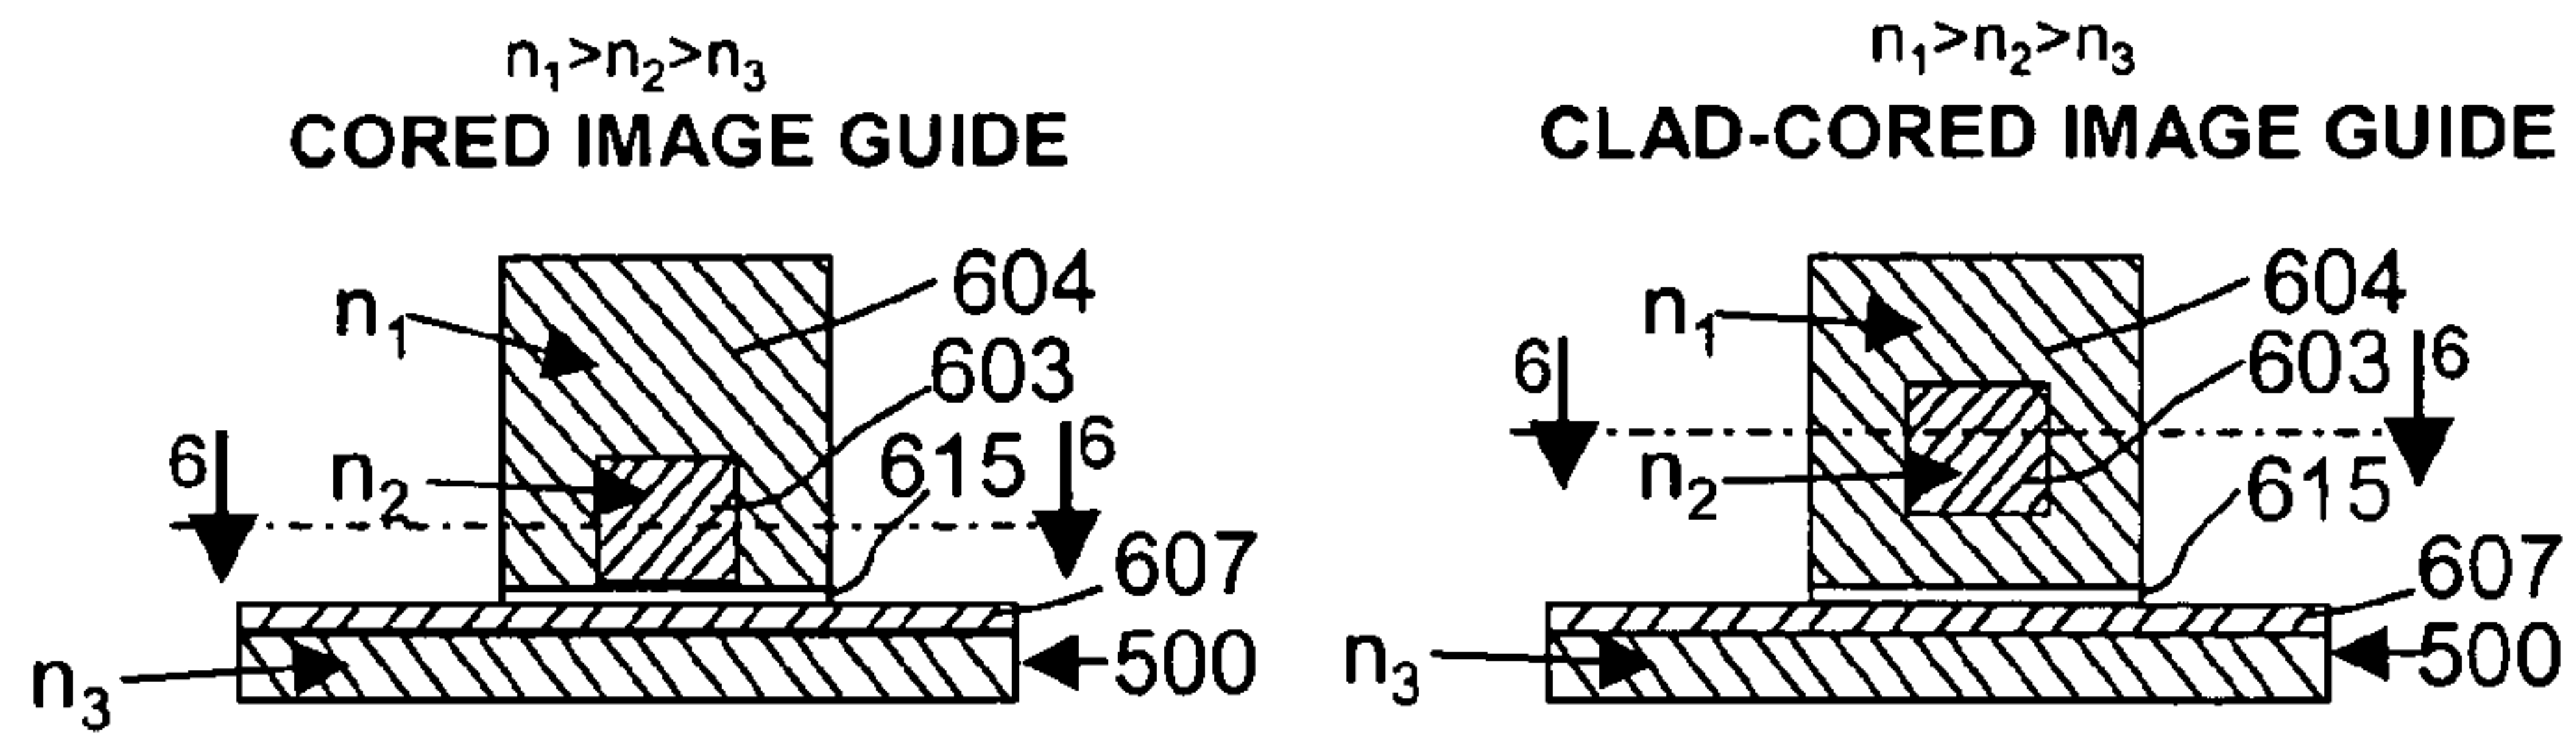 n₁>n₂>n₃
CORED IMAGE GUIDE
n₁
604
603
6
n₂
615
6
607
n₃
500
n₁>n₂>n₃
CLAD-CORED IMAGE GUIDE
n₁
604
6
603
6
n₂
615
607
n₃
500